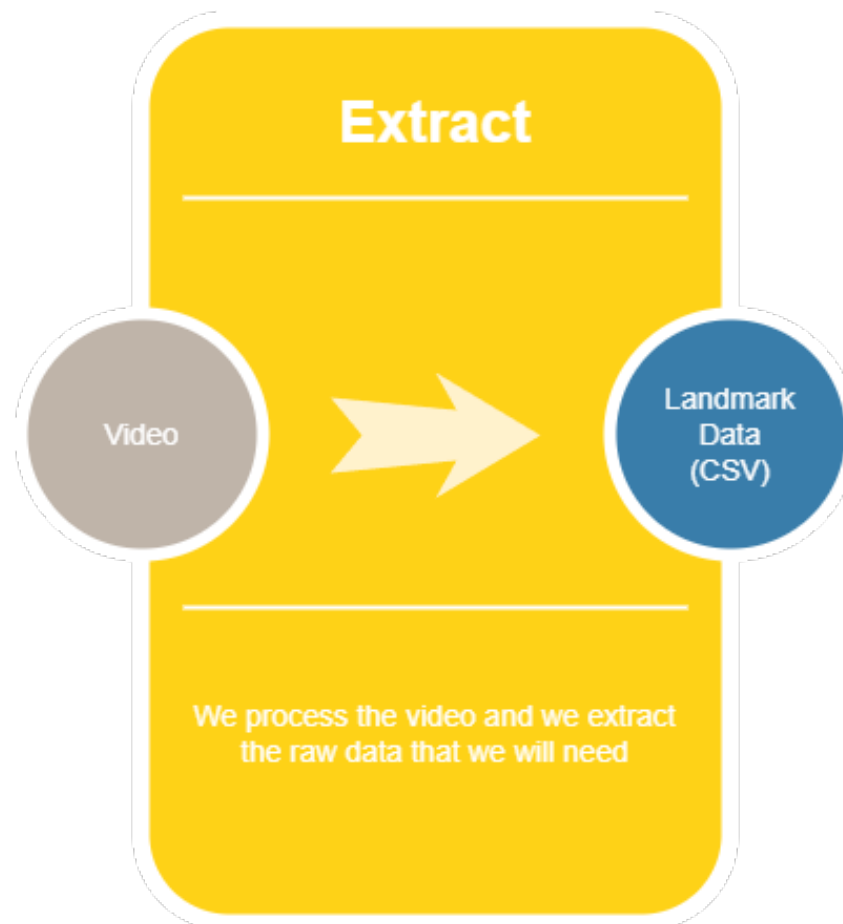 Extract
Video
Landmark
Data
(CSV)
We process the video and we extract
the raw data that we will need